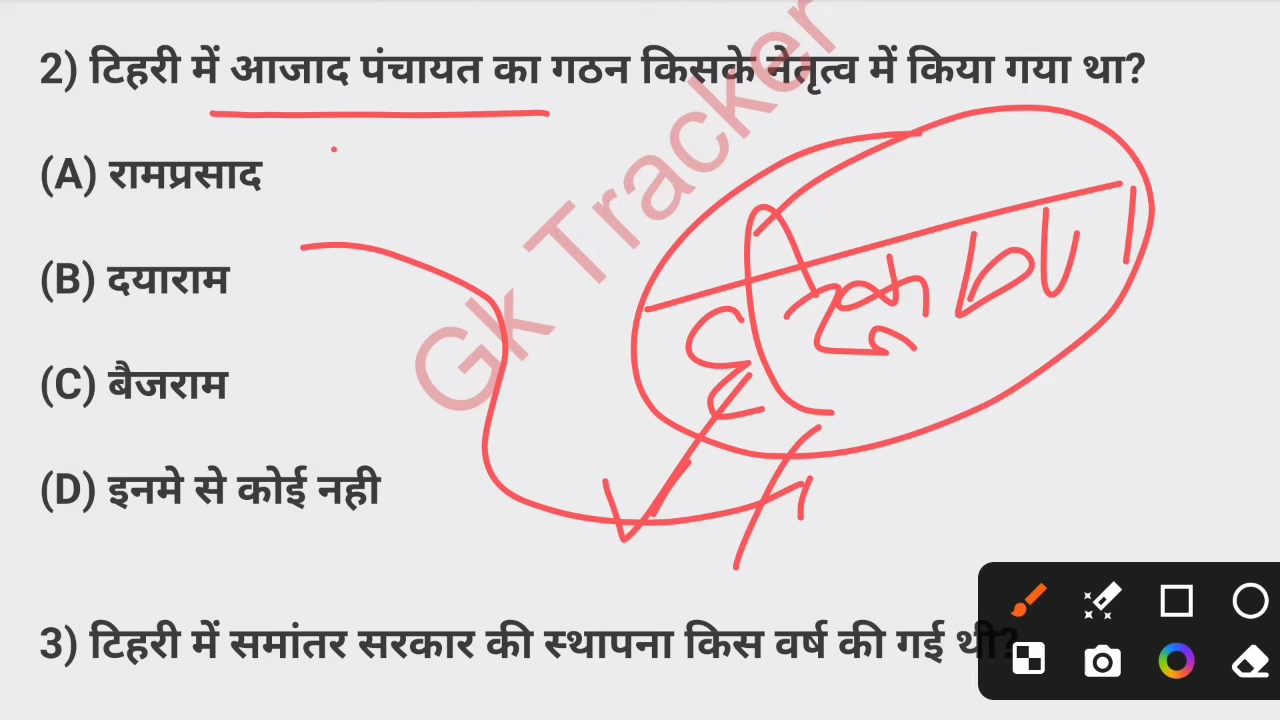 2) टिहरी में आजाद पंचायत का गठन किसके नेतृत्व में किया गया था?
(A) रामप्रसाद
(B) दयाराम
(C) बैजराम
(D) इनमे से कोई नही
Gk Tracker
3) टिहरी में समांतर सरकार की स्थापना किस वर्ष की गई थी?